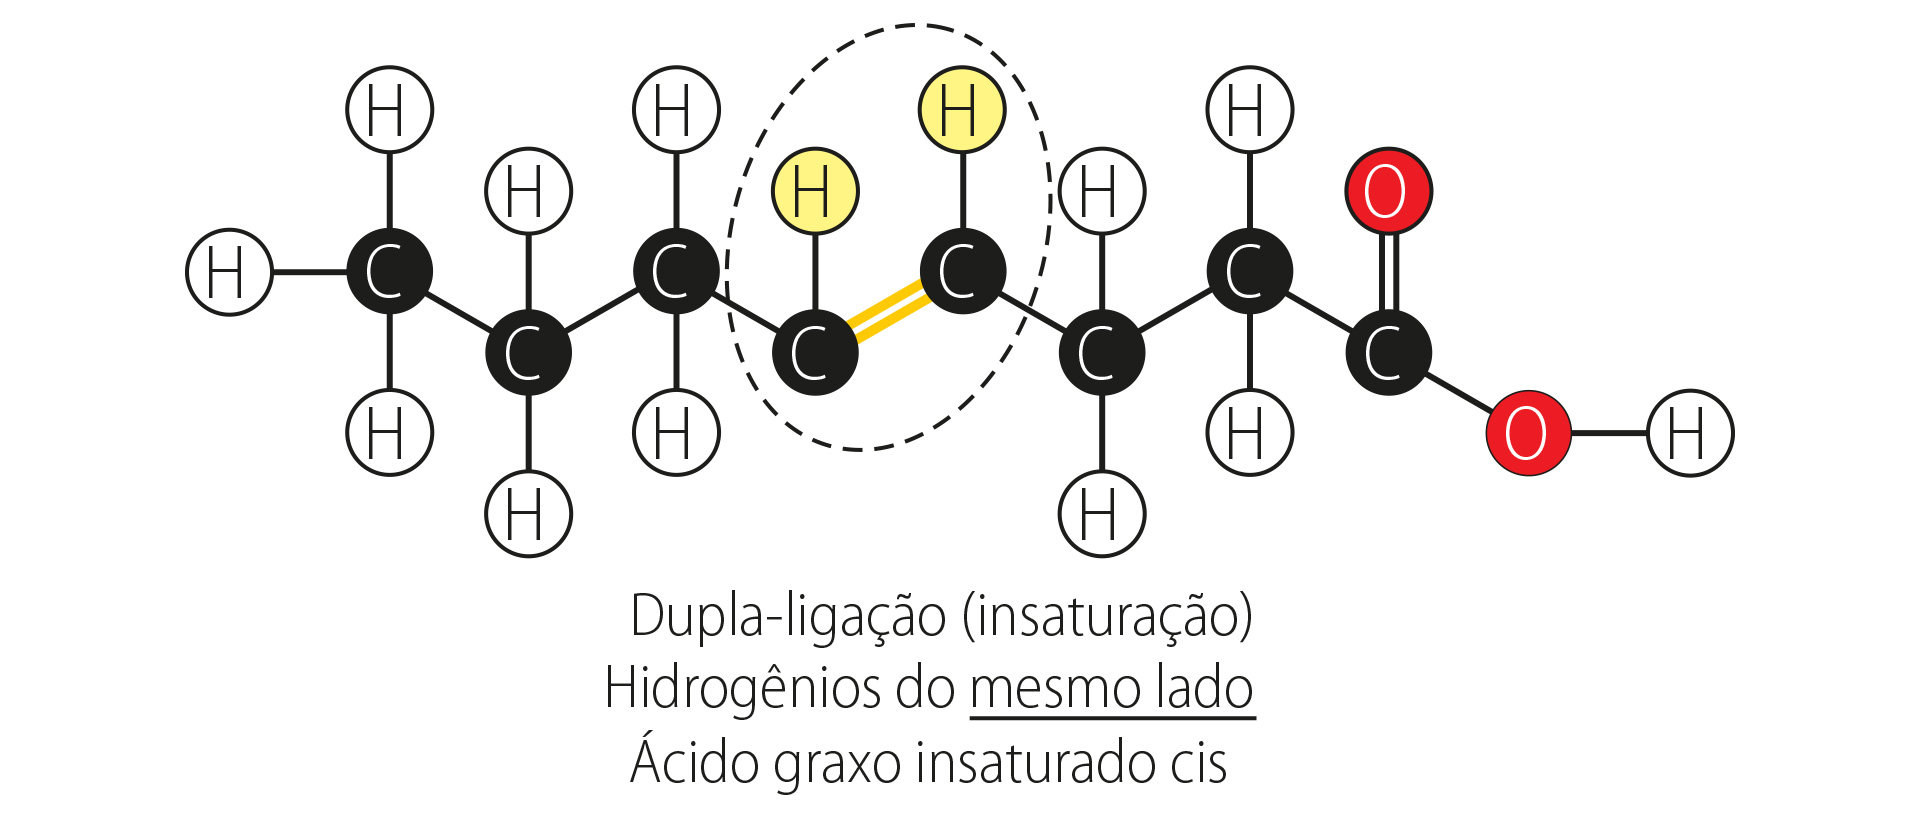 H H H H
H H H O
H C C C C
C C C C
H H H O H
H H
Dupla-ligação (insaturação)
Hidrogênios do mesmo lado
Ácido graxo insaturado cis